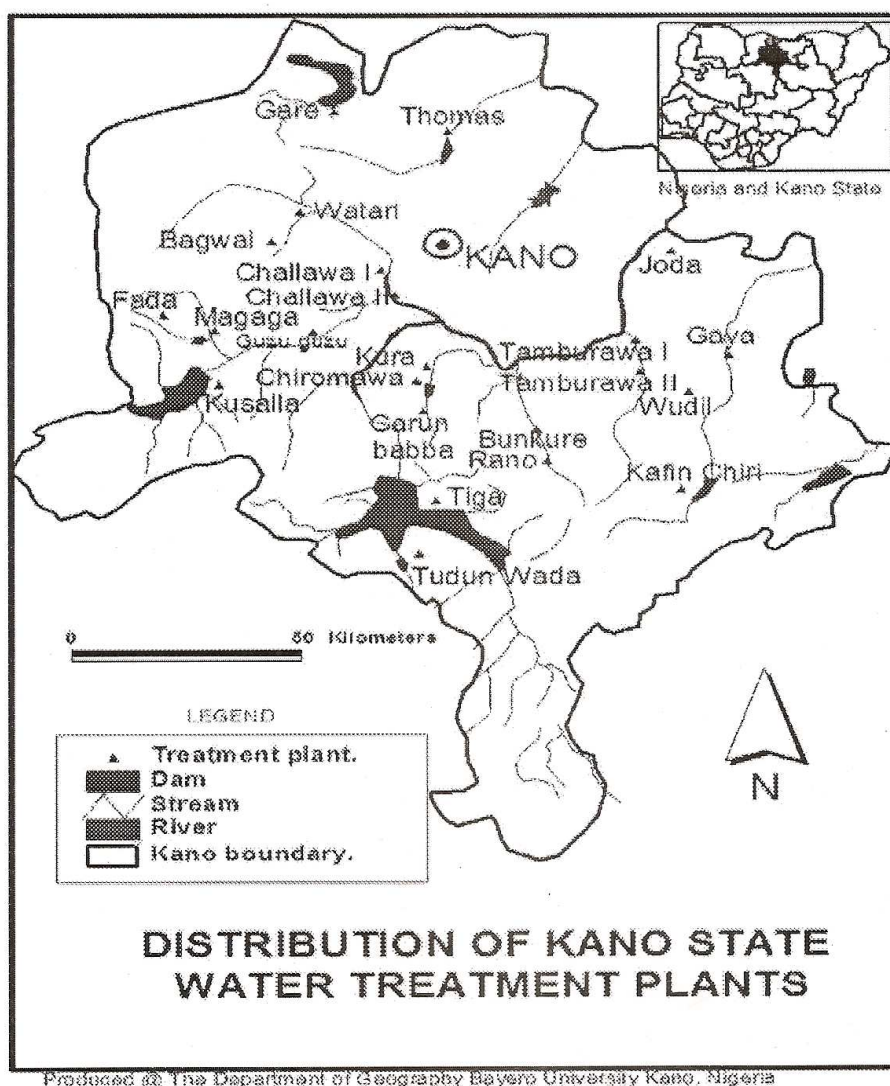 Gare
Thomas
Nigeria and Kano State
Watari
Bagwai
KANO
Joda
Challawa I
Challawa II
Fada
Magaga
Gusu gusu
Gaya
Kura
Tamburawa I
Chiromawa
Tamburawa II
Kusalla
Wudil
Garun
babba
Bunkure
Rano
Kafin Chiri
Tiga
Tudun Wada
0
Kilometers
LEGEND
Treatment plant.
Dam
Stream
River
Kano boundary.
N
DISTRIBUTION OF KANO STATE
WATER TREATMENT PLANTS
Produced @ The Department of Geography Bayero University Kano, Nigeria